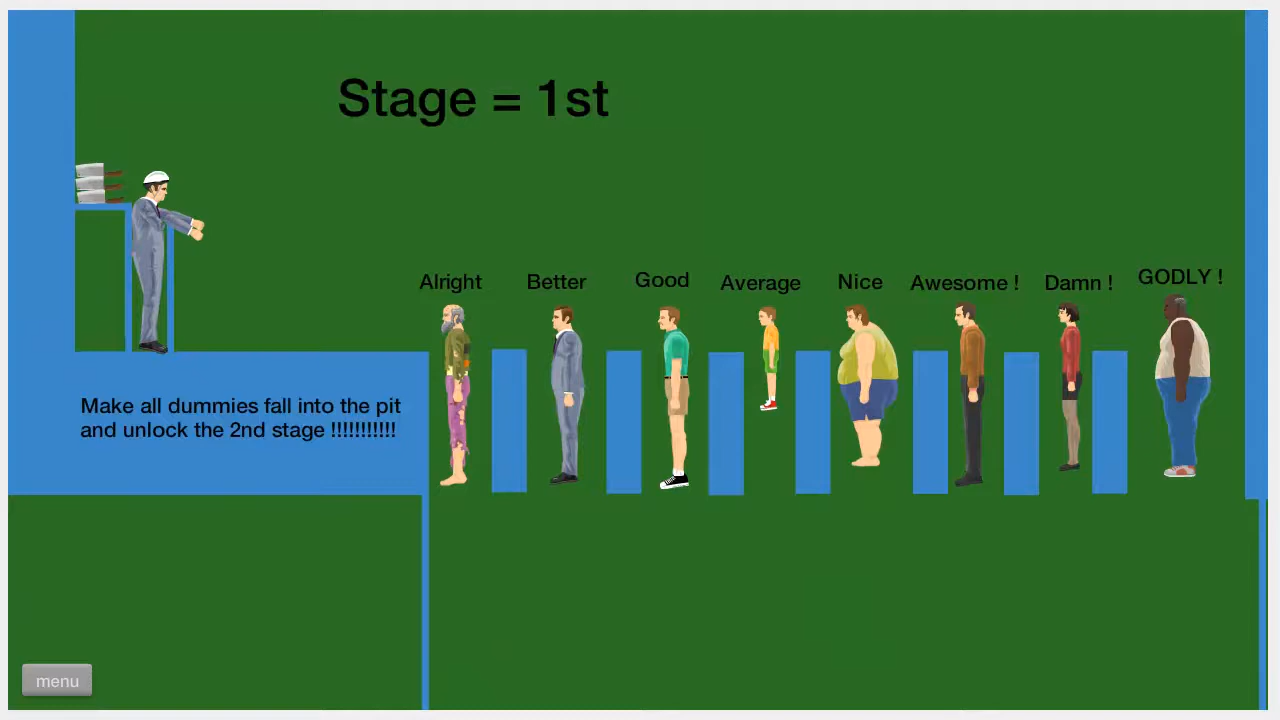 Stage = 1st
Alright
Better
Good
Average
Nice
Awesome !
Damn !
GODLY !
Make all dummies fall into the pit
and unlock the 2nd stage !!!!!!!!!!!
menu